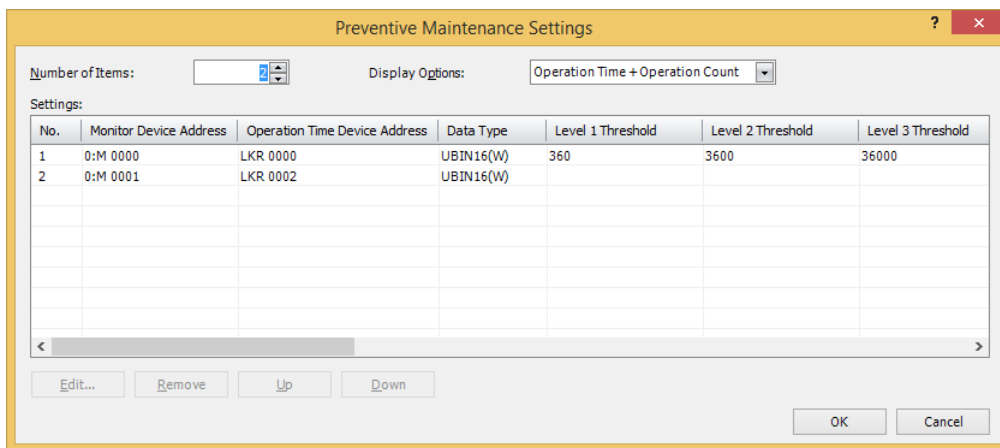 Preventive Maintenance Settings
?
Number of Items: 2 Display Options: Operation Time + Operation Count
Settings:
No. Monitor Device Address Operation Time Device Address Data Type Level 1 Threshold Level 2 Threshold Level 3 Threshold
1 0:M 0000 LKR 0000 UBIN16(W) 360 3600 36000
2 0:M 0001 LKR 0002 UBIN16(W)
Edit... Remove Up Down
OK Cancel